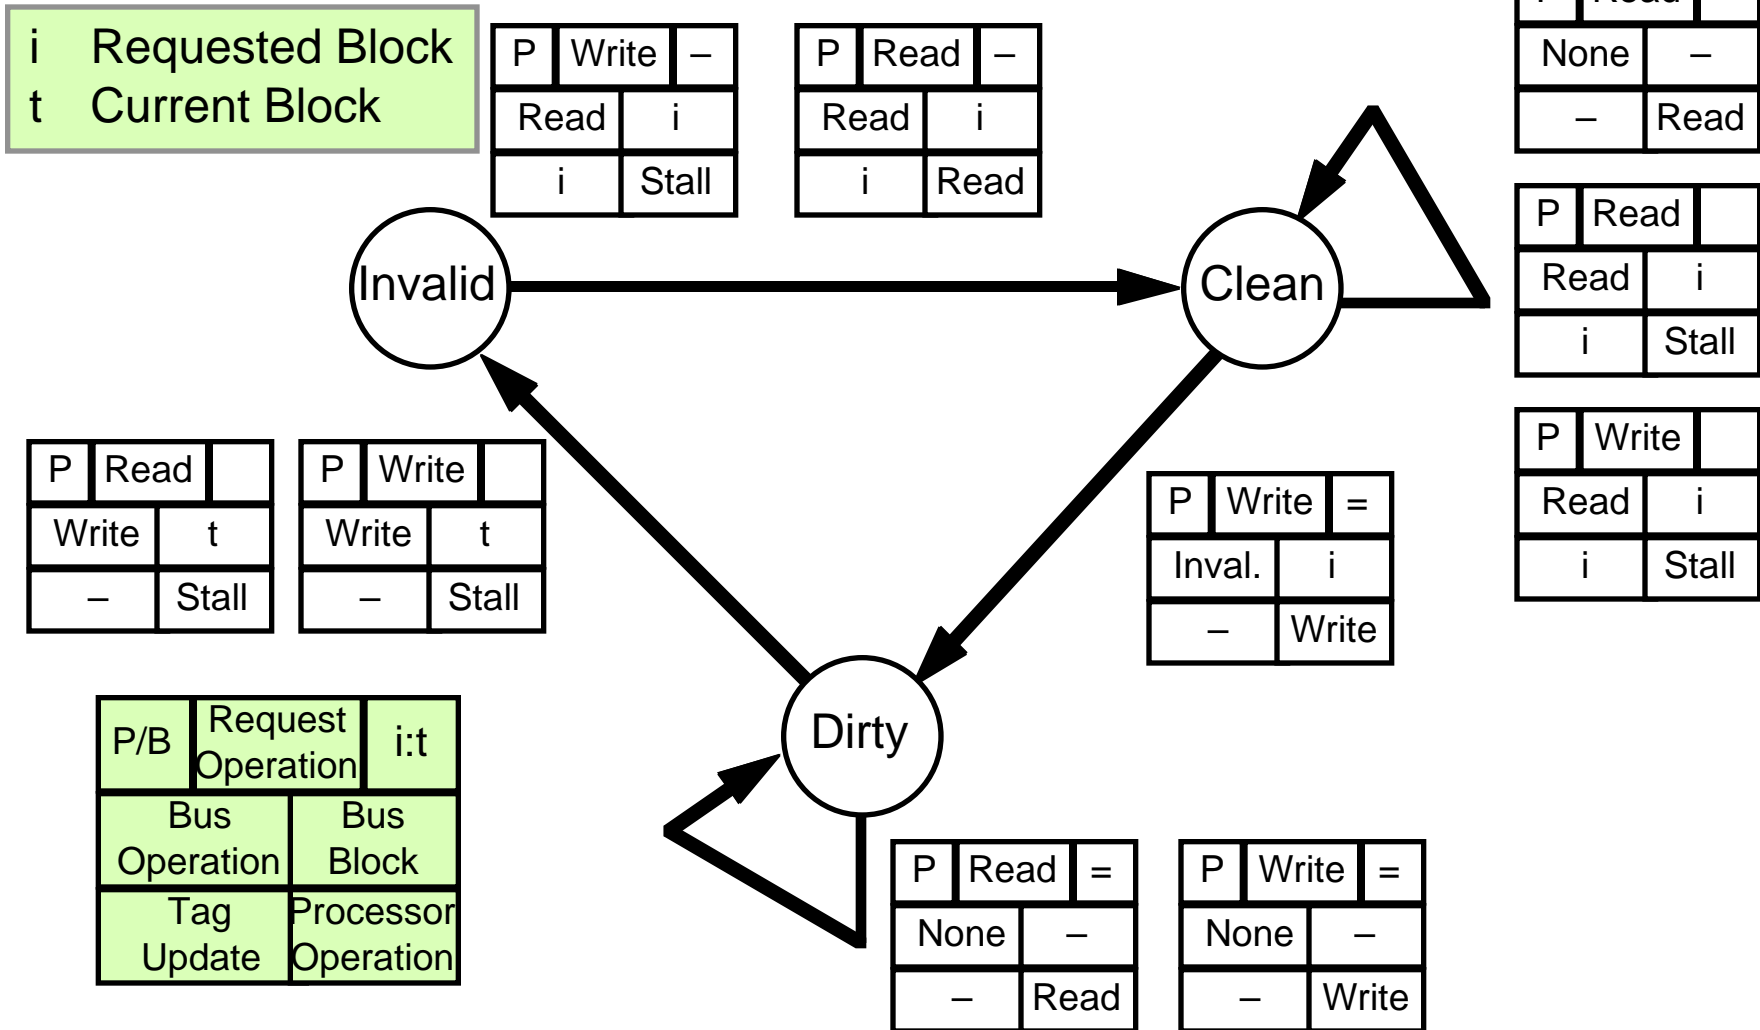 i Requested Block
t Current Block
P Write –
Read i
i Stall
P Read –
Read i
i Read
P Read
None –
– Read
P Read
Read i
i Stall
P Write
Read i
i Stall
Invalid
Clean
Dirty
P Read
Write t
– Stall
P Write
Write t
– Stall
P Write =
Inval. i
– Write
P/B Request Operation i:t
Bus Operation Bus Block
Tag Update Processor Operation
P Read =
None –
– Read
P Write =
None –
– Write